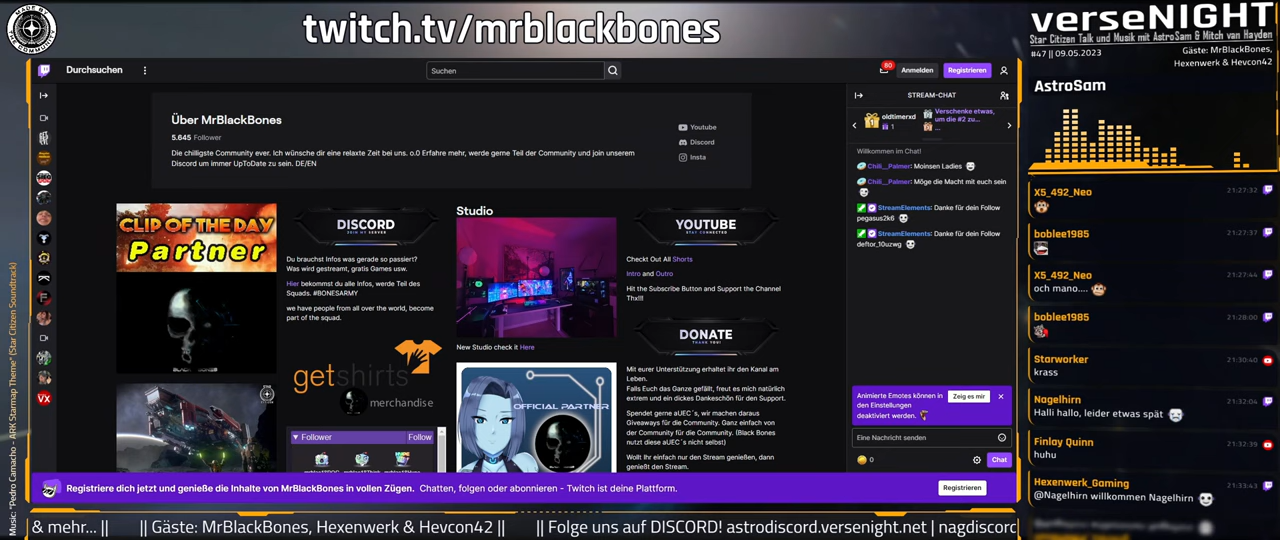 MADE BY
THE COMMUNITY
twitch.tv/mrblackbones
verseNIGHT
Star Citizen Talk und Musik mit AstroSam & Mitch van Hayden
#47 || 09.05.2023
Gäste: MrBlackBones,
Hexenwerk & Hevcon42
Durchsuchen
Suchen
80
Anmelden
Registrieren
Über MrBlackBones
5.645 Follower
Die chilligste Community ever. Ich wünsche dir eine relaxte Zeit bei uns. o.0 Erfahre mehr, werde gerne Teil der Community und join unserem
Discord um immer UpToDate zu sein. DE/EN
Youtube
Discord
Insta
CLIP OF THE DAY
Partner
DISCORD
JOIN MY SERVER
Du brauchst Infos was gerade so passiert?
Was wird gestreamt, gratis Games usw.
Hier bekommst du alle Infos, werde Teil des
Squads. #BONESARMY
we have people from all over the world, become
part of the squad.
getshirts
merchandise
Follower
Follow
Studio
New Studio check it Here
OFFICIAL PARTNER
YOUTUBE
STAY CONNECTED
Checkt Out All Shorts
Intro and Outro
Hit the Subscribe Button and Support the Channel
Thx!!!
DONATE
THANK YOU!
Mit eurer Unterstützung erhaltet ihr den Kanal am
Leben.
Falls Euch das Ganze gefällt, freut es mich natürlich
extrem und ein dickes Dankeschön für den Support.
Spendet gerne aUEC´s, wir machen daraus
Giveaways für die Community. Ganz einfach von
der Community für die Community. (Black Bones
nutzt diese aUEC´s nicht selbst)
Wollt Ihr einfach nur den Stream genießen, dann
genießt den Stream.
STREAM-CHAT
oldtimerxd
1
Verschenke etwas,
um die #2 zu...
...
Willkommen im Chat!
Chili__Palmer: Moinsen Ladies
Chili__Palmer: Möge die Macht mit euch sein
StreamElements: Danke für dein Follow
pegasus2k6
StreamElements: Danke für dein Follow
deftor_10uzwg
Animierte Emotes können in
den Einstellungen
deaktiviert werden.
Zeig es mir
Eine Nachricht senden
0
Chat
VX
Registriere dich jetzt und genieße die Inhalte von MrBlackBones in vollen Zügen. Chatten, folgen oder abonnieren - Twitch ist deine Plattform.
Registrieren
AstroSam
X5_492_Neo 21:27:32
boblee1985 21:27:37
X5_492_Neo 21:27:44
och mano....
boblee1985 21:28:00
Starworker 21:30:40
krass
Nagelhirn 21:32:04
Halli hallo, leider etwas spät
Finlay Quinn 21:32:39
huhu
Hexenwerk_Gaming 21:33:43
@Nagelhirn willkommen Nagelhirn
Music: "Pedro Camacho - ARK Starmap Theme" (Star Citizen Soundtrack)
& mehr... || || Gäste: MrBlackBones, Hexenwerk & Hevcon42 || || Folge uns auf DISCORD! astrodiscord.versenight.net | nagdiscord